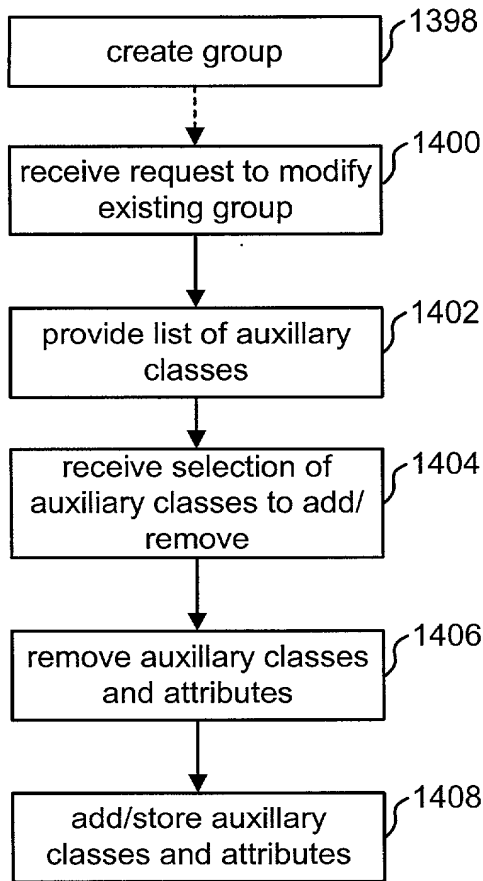 create group
1398
receive request to modify
existing group
1400
provide list of auxillary
classes
1402
receive selection of
auxiliary classes to add/
remove
1404
remove auxillary classes
and attributes
1406
add/store auxillary
classes and attributes
1408